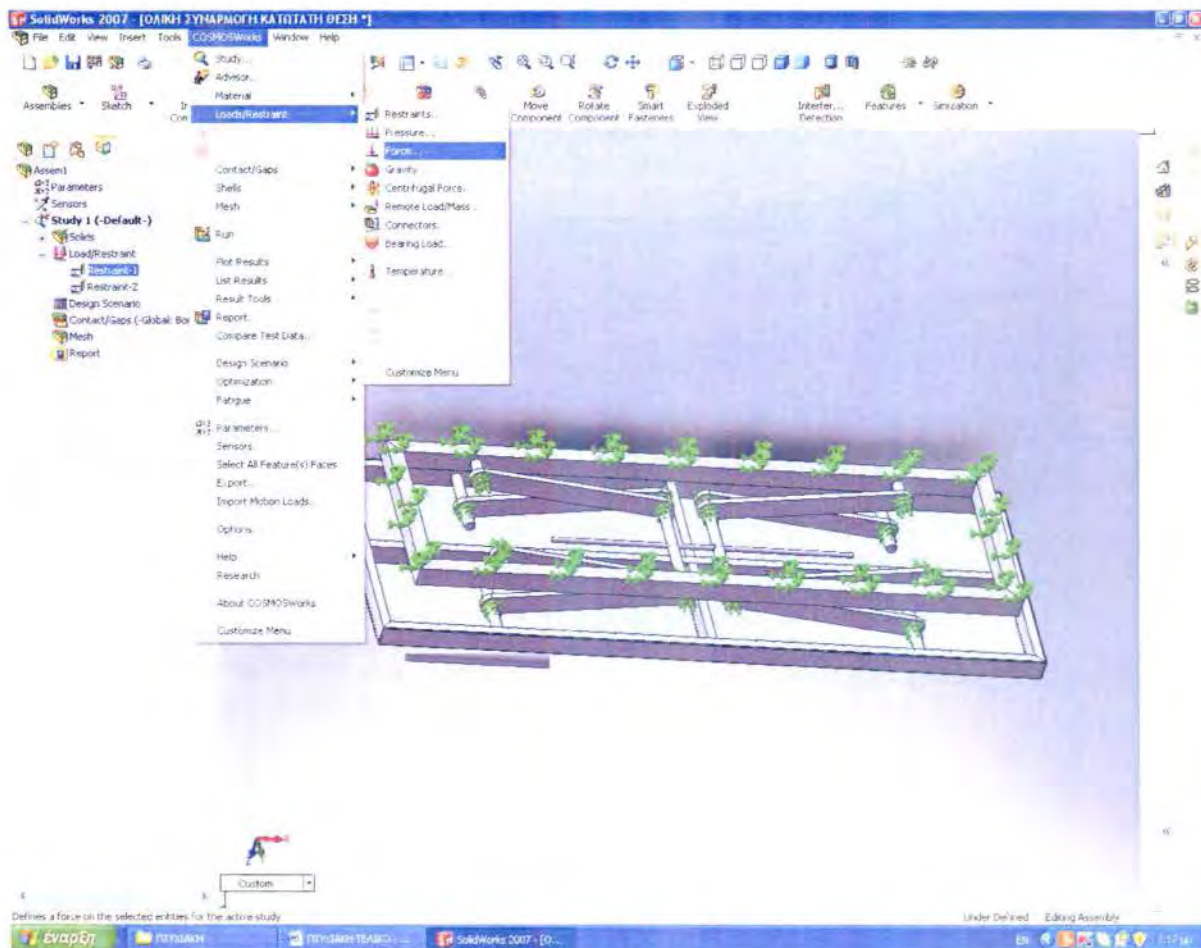 SolidWorks 2007 - [ΟΛΙΚΗ ΣΥΝΑΡΜΟΓΗ ΚΑΤΩΤΑΤΗ ΘΕΣΗ *]
File Edit View Insert Tools COSMOSWorks Window Help
Assemblies Sketch
Move Component
Rotate Component
Smart Fasteners
Exploded View
Interfer... Detection
Features
Simulation
Assem1
Parameters
Sensors
Study 1 (-Default-)
Solids
Load/Restraint
Restraint-1
Restraint-2
Design Scenario
Contact/Gaps (-Global: Bo
Mesh
Report
Study...
Advisor...
Material
Loads/Restraint
Contact/Gaps
Shells
Mesh
Run
Plot Results
List Results
Result Tools
Report...
Compare Test Data...
Design Scenario
Optimization
Fatigue
Parameters...
Sensors...
Select All Feature(s) Faces
Export...
Import Motion Loads...
Options...
Help
Research
About COSMOSWorks
Customize Menu
Restraints...
Pressure...
Force...
Gravity
Centrifugal Force...
Remote Load/Mass...
Connectors...
Bearing Load...
Temperature
Customize Menu
Custom
Defines a force on the selected entities for the active study
Under Defined Editing Assembly
έναρξη
ΠΤΥΧΙΑΚΗ
SolidWorks 2007 - [Ο...
EN